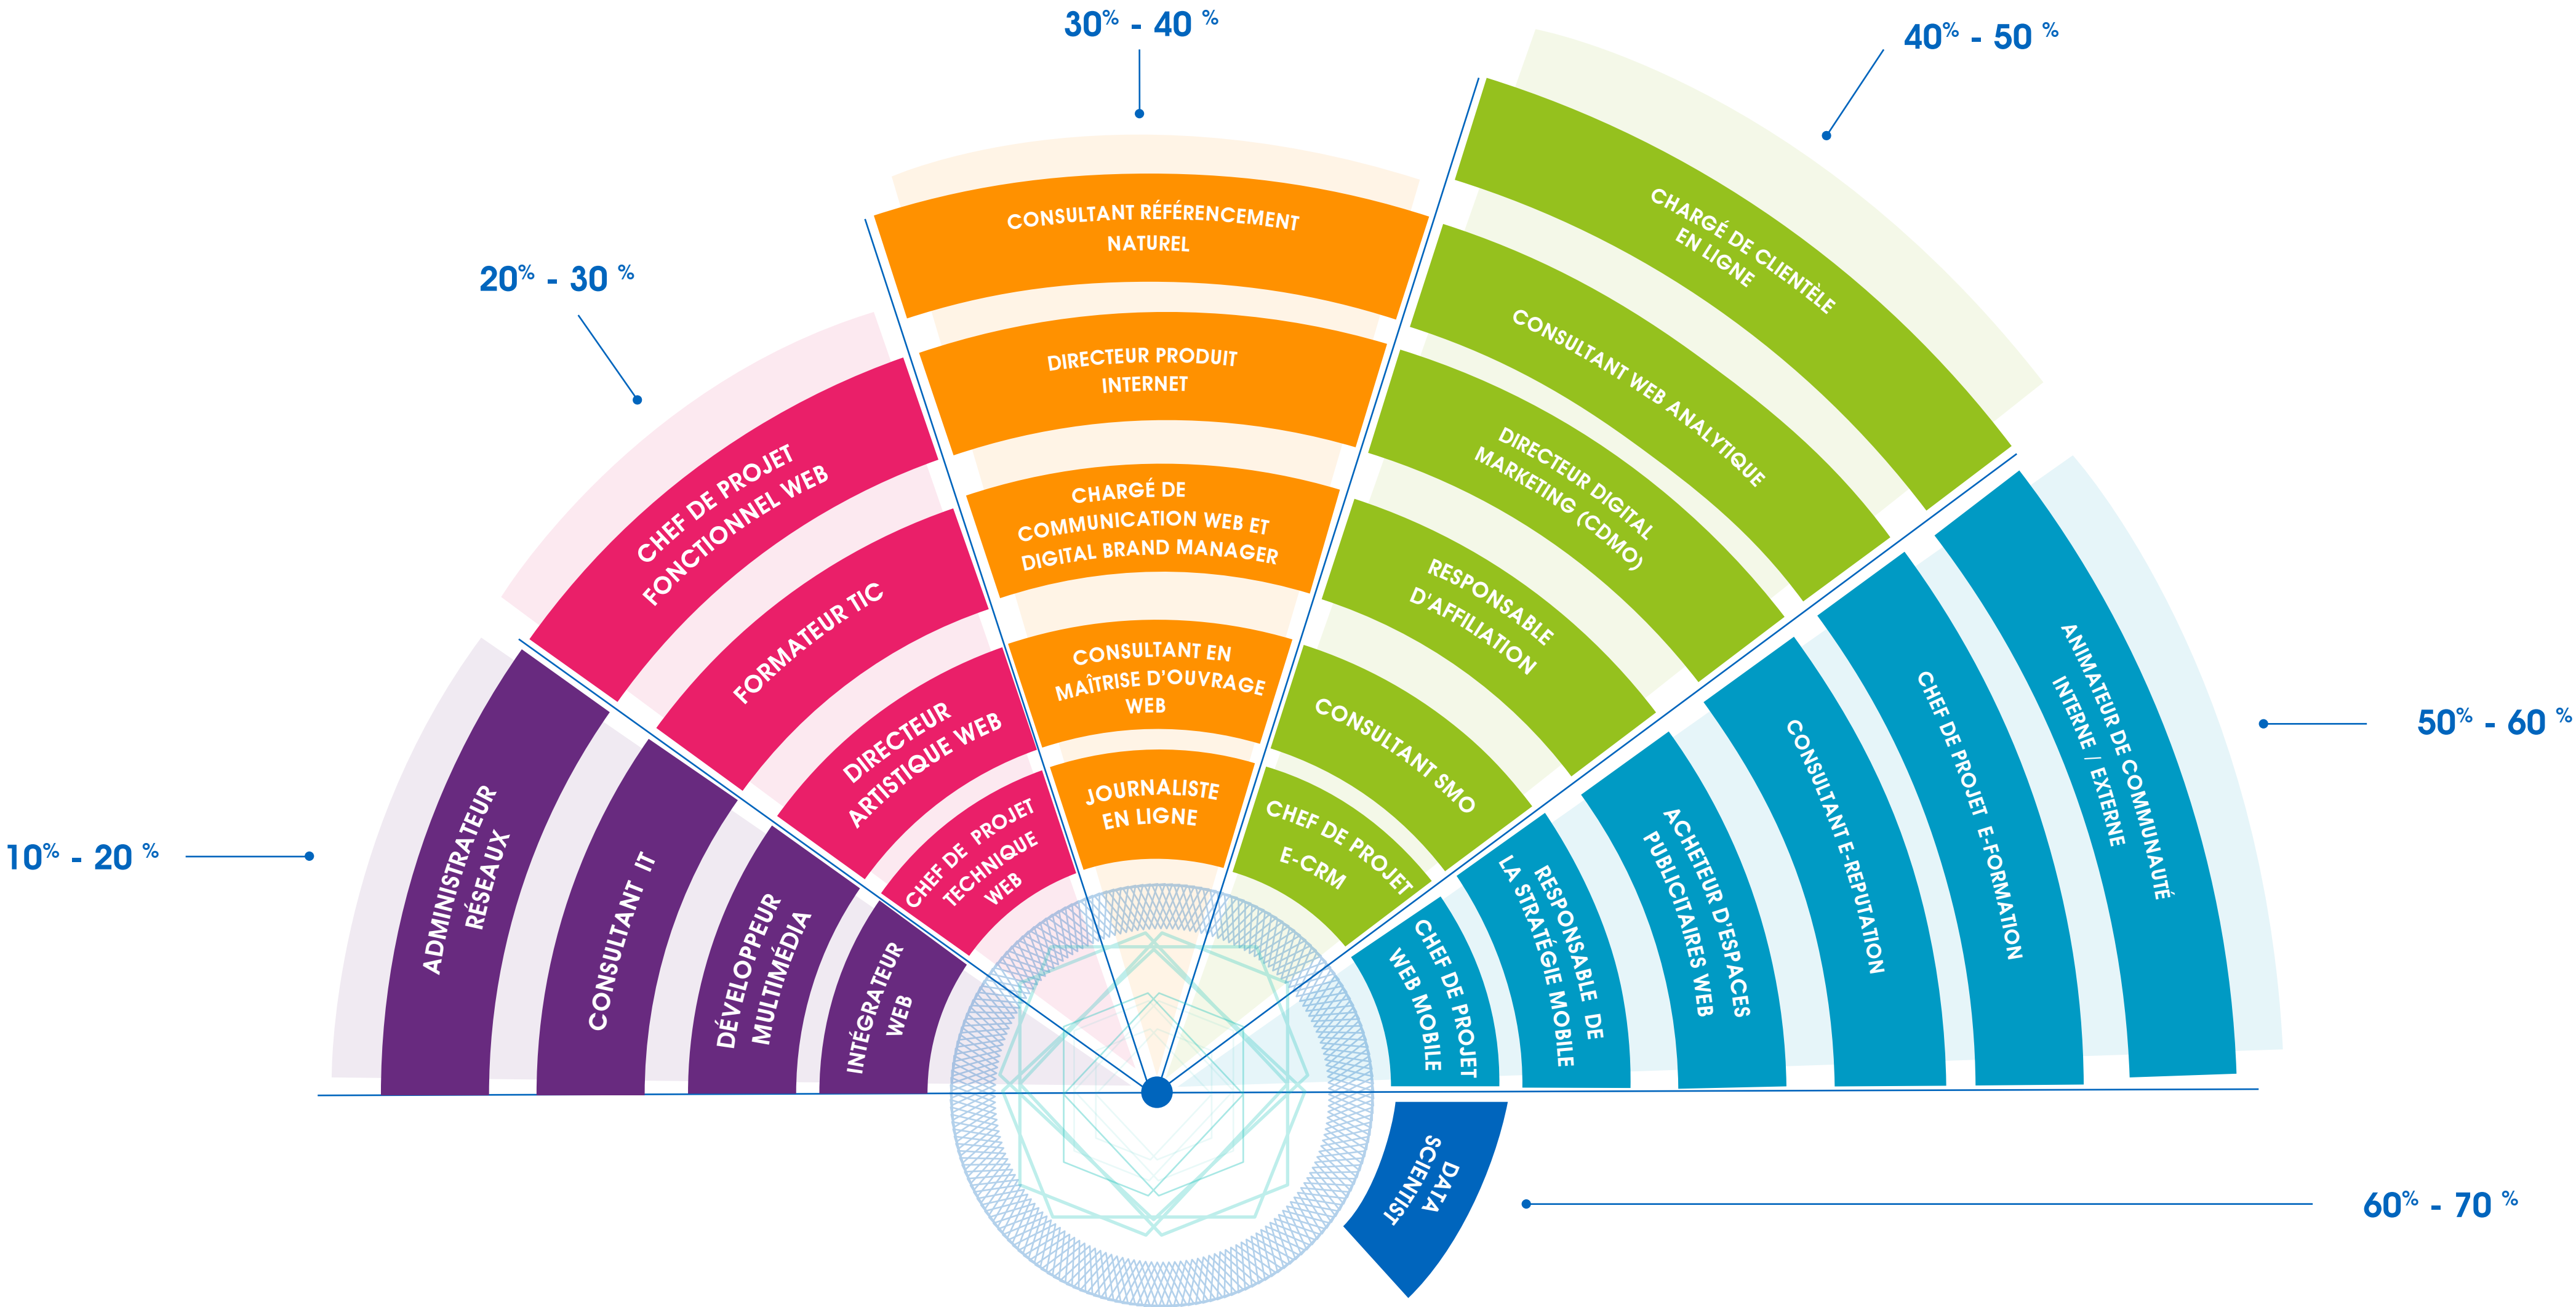 10% - 20 %
ADMINISTRATEUR
RÉSEAUX
CONSULTANT IT
DÉVELOPPEUR
MULTIMÉDIA
INTÉGRATEUR
WEB
20% - 30 %
CHEF DE PROJET
FONCTIONNEL WEB
FORMATEUR TIC
DIRECTEUR
ARTISTIQUE WEB
CHEF DE PROJET
TECHNIQUE
WEB
30% - 40 %
CONSULTANT RÉFÉRENCEMENT
NATUREL
DIRECTEUR PRODUIT
INTERNET
CHARGÉ DE
COMMUNICATION WEB ET
DIGITAL BRAND MANAGER
CONSULTANT EN
MAÎTRISE D'OUVRAGE
WEB
JOURNALISTE
EN LIGNE
40% - 50 %
CHARGÉ DE CLIENTÈLE
EN LIGNE
CONSULTANT WEB ANALYTIQUE
DIRECTEUR DIGITAL
MARKETING (CDMO)
RESPONSABLE
D'AFFILIATION
CONSULTANT SMO
CHEF DE PROJET
E-CRM
50% - 60 %
ANIMATEUR DE COMMUNAUTÉ
INTERNE / EXTERNE
CHEF DE PROJET E-FORMATION
CONSULTANT E-REPUTATION
ACHETEUR D'ESPACES
PUBLICITAIRES WEB
RESPONSABLE DE
LA STRATÉGIE MOBILE
CHEF DE PROJET
WEB MOBILE
60% - 70 %
DATA
SCIENTIST